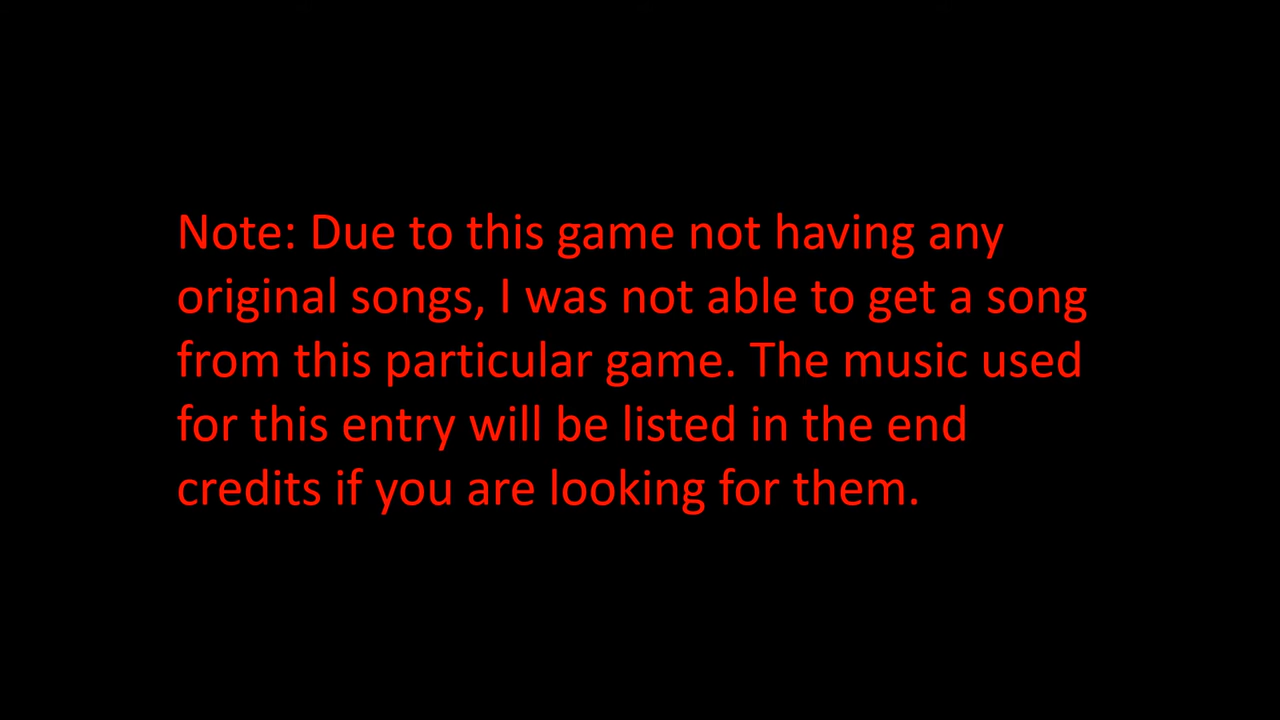 Note: Due to this game not having any
original songs, I was not able to get a song
from this particular game. The music used
for this entry will be listed in the end
credits if you are looking for them.